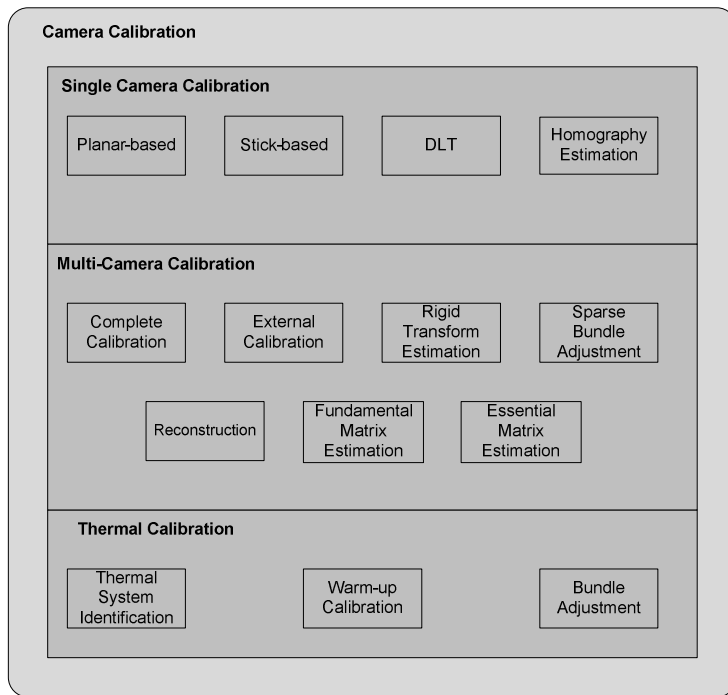 Camera Calibration
Single Camera Calibration
Planar-based
Stick-based
DLT
Homography
Estimation
Multi-Camera Calibration
Complete
Calibration
External
Calibration
Rigid
Transform
Estimation
Sparse
Bundle
Adjustment
Reconstruction
Fundamental
Matrix
Estimation
Essential
Matrix
Estimation
Thermal Calibration
Thermal
System
Identification
Warm-up
Calibration
Bundle
Adjustment